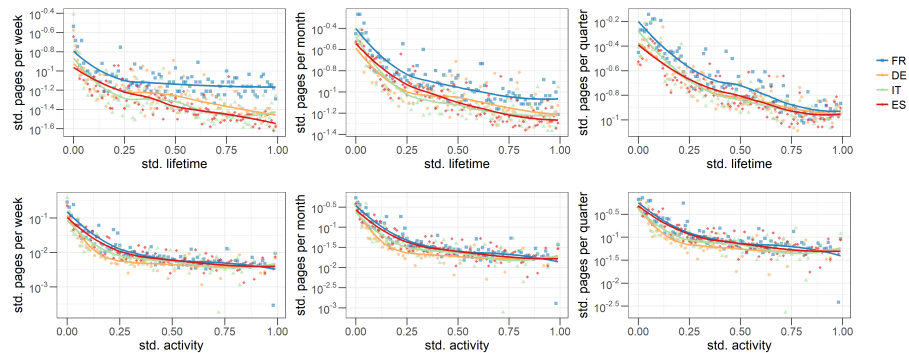 std. pages per week
10^-0.4
10^-0.6
10^-0.8
10^-1
10^-1.2
10^-1.4
10^-1.6
0.00 0.25 0.50 0.75 1.00
std. lifetime
std. pages per month
10^-0.4
10^-0.6
10^-0.8
10^-1
10^-1.2
10^-1.4
0.00 0.25 0.50 0.75 1.00
std. lifetime
std. pages per quarter
10^-0.2
10^-0.4
10^-0.6
10^-0.8
10^-1
0.00 0.25 0.50 0.75 1.00
std. lifetime
FR
DE
IT
ES
std. pages per week
10^-1
10^-2
10^-3
0.00 0.25 0.50 0.75 1.00
std. activity
std. pages per month
10^-0.5
10^-1
10^-1.5
10^-2
10^-2.5
10^-3
0.00 0.25 0.50 0.75 1.00
std. activity
std. pages per quarter
10^-0.5
10^-1
10^-1.5
10^-2
10^-2.5
0.00 0.25 0.50 0.75 1.00
std. activity